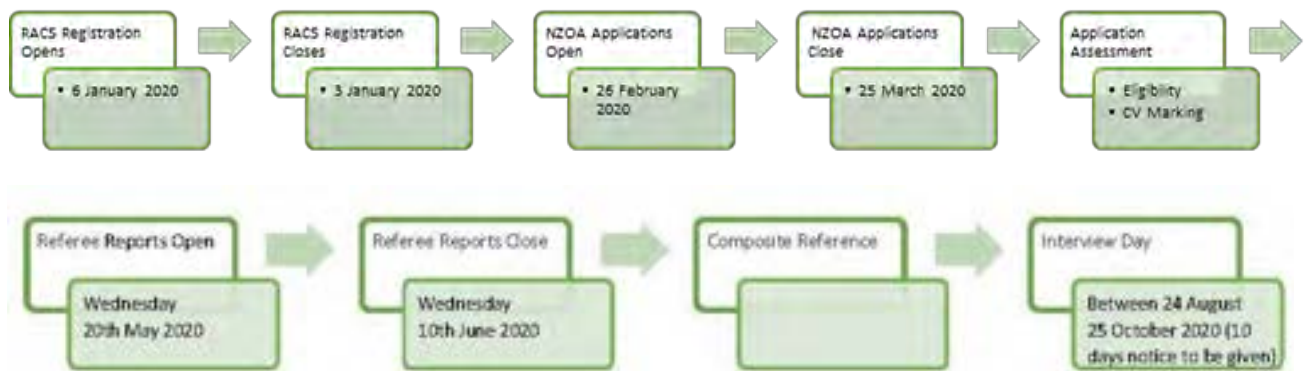 RACS Registration
Opens
• 6 January 2020
RACS Registration
Closes
• 3 January 2020
NZOA Applications
Open
• 26 February
2020
NZOA Applications
Close
• 25 March 2020
Application
Assessment
• Eligibility
• CV Marking
Referee Reports Open
Wednesday
20th May 2020
Referee Reports Close
Wednesday
10th June 2020
Composite Reference
Interview Day
Between 24 August
25 October 2020 (10
days notice to be given)